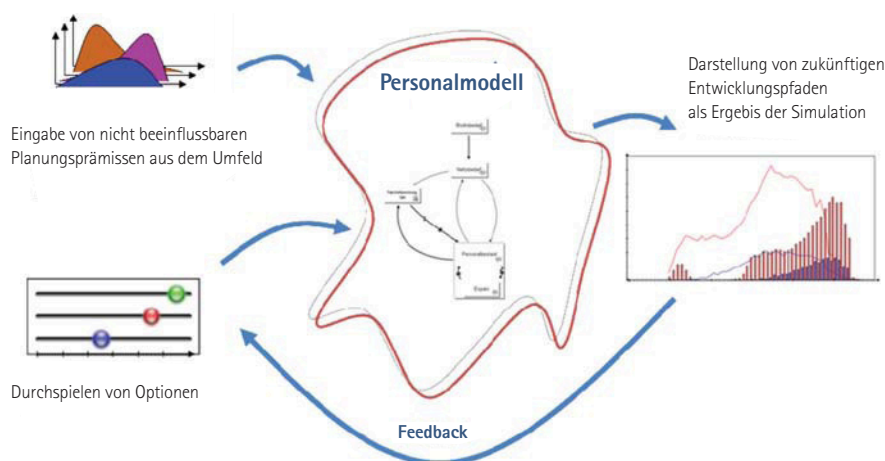 Personalmodell
Eingabe von nicht beeinflussbaren
Planungsprämissen aus dem Umfeld
Darstellung von zukünftigen
Entwicklungspfaden
als Ergebis der Simulation
Durchspielen von Optionen
Feedback